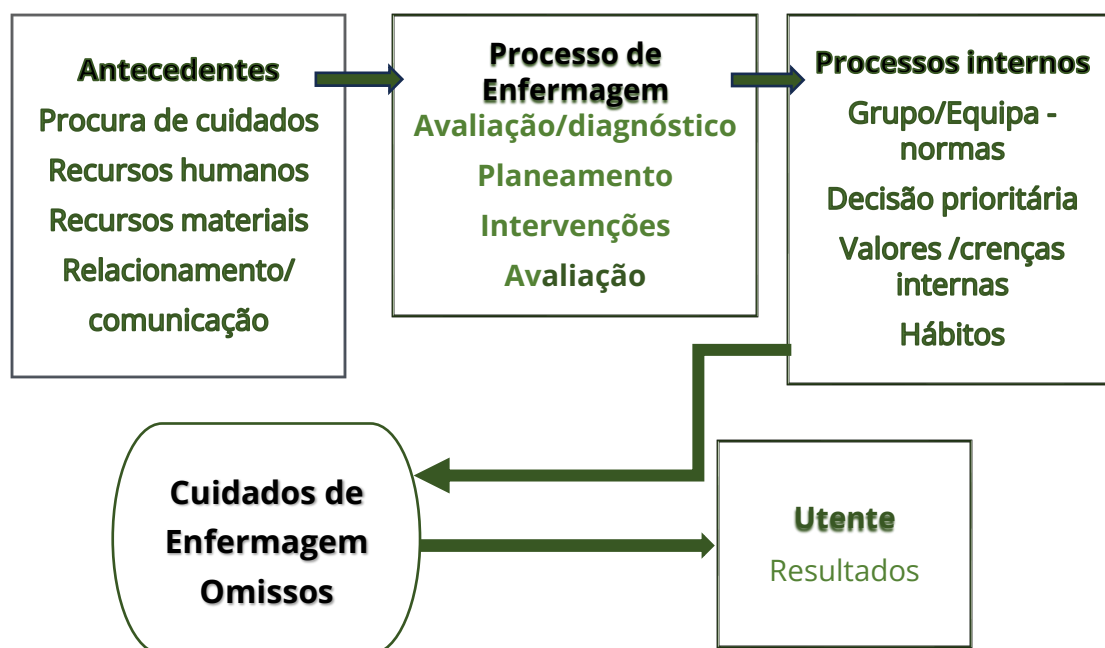 Antecedentes
Procura de cuidados
Recursos humanos
Recursos materiais
Relacionamento/
comunicação
Processo de
Enfermagem
Avaliação/diagnóstico
Planeamento
Intervenções
Avaliação
Processos internos
Grupo/Equipa -
normas
Decisão prioritária
Valores /crenças
internas
Hábitos
Cuidados de
Enfermagem
Omissos
Utente
Resultados